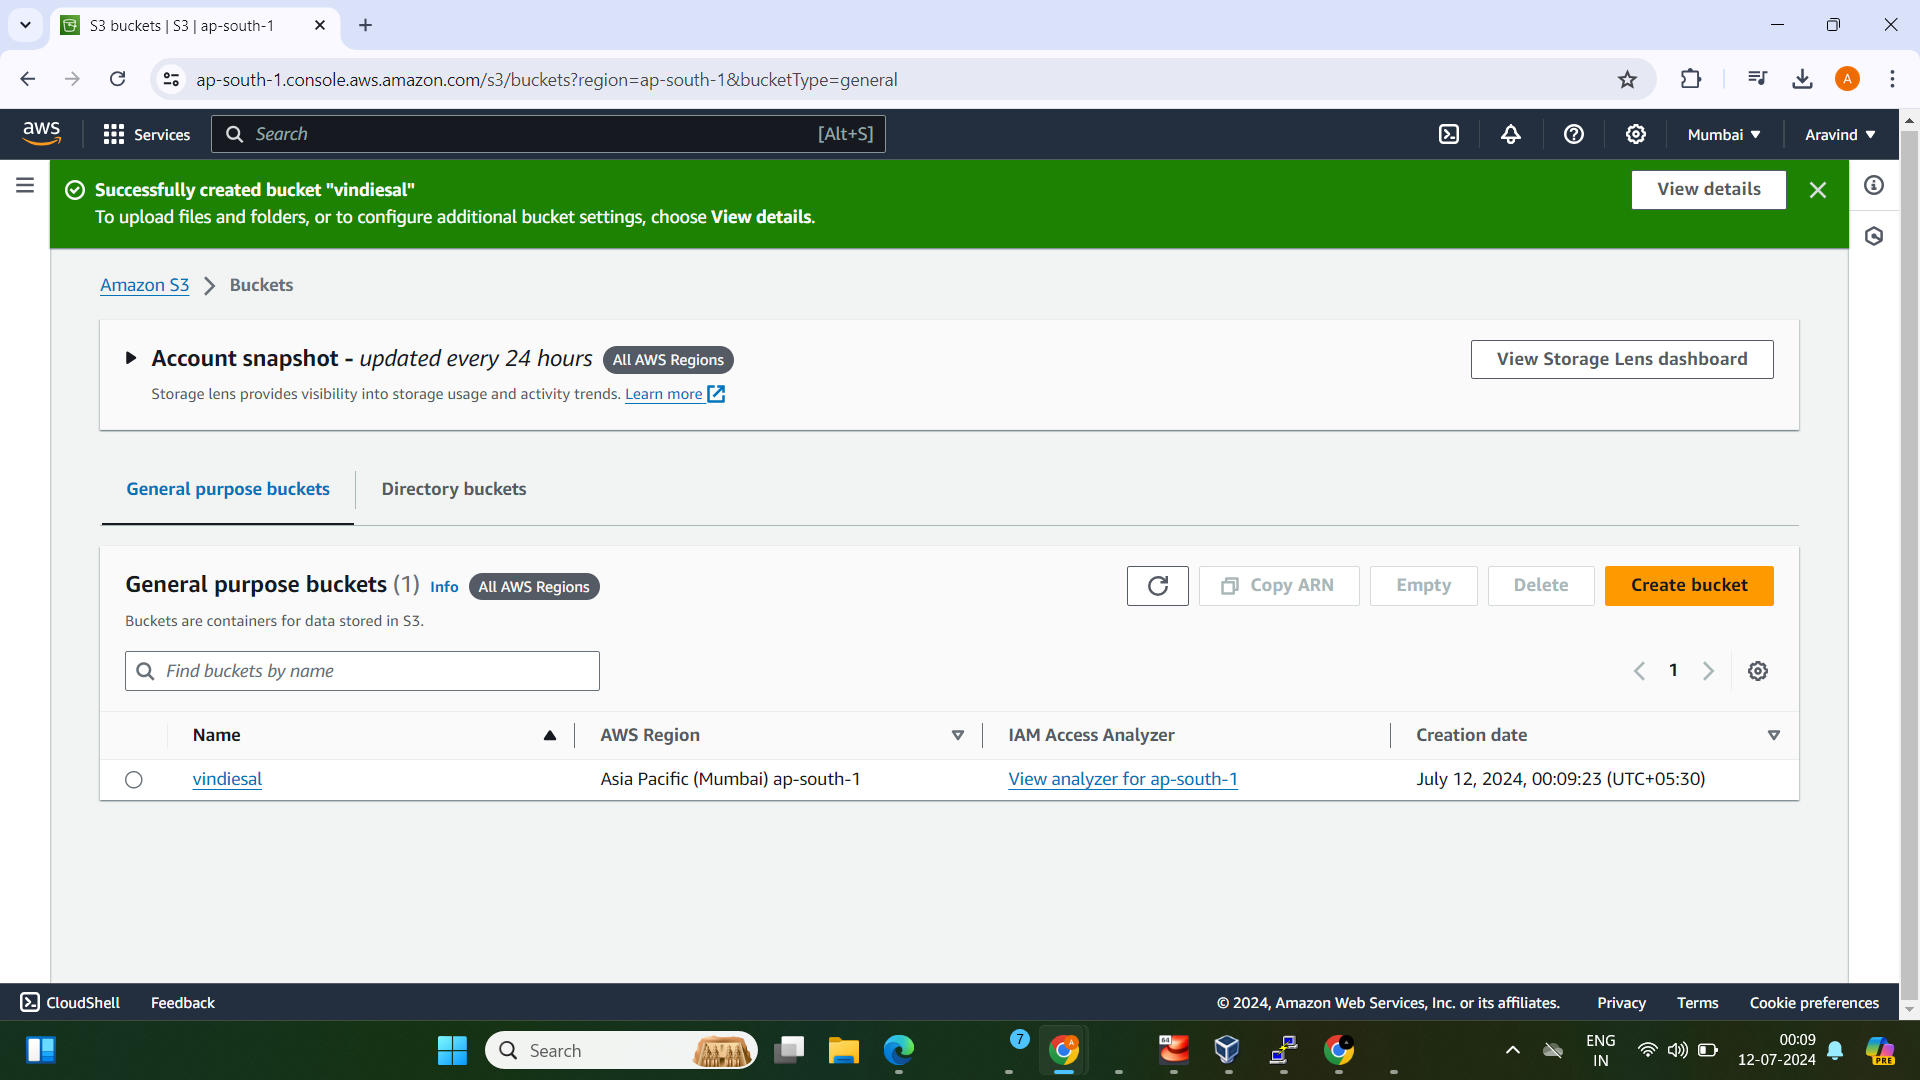 S3 buckets | S3 | ap-south-1
ap-south-1.console.aws.amazon.com/s3/buckets?region=ap-south-1&bucketType=general
A
aws
Services
Search
[Alt+S]
Mumbai
Aravind
Successfully created bucket "vindiesal"
To upload files and folders, or to configure additional bucket settings, choose View details.
View details
Amazon S3
Buckets
Account snapshot - updated every 24 hours
All AWS Regions
Storage lens provides visibility into storage usage and activity trends. Learn more
View Storage Lens dashboard
General purpose buckets
Directory buckets
General purpose buckets (1)
Info
All AWS Regions
Buckets are containers for data stored in S3.
Copy ARN
Empty
Delete
Create bucket
Find buckets by name
1
Name
AWS Region
IAM Access Analyzer
Creation date
vindiesal
Asia Pacific (Mumbai) ap-south-1
View analyzer for ap-south-1
July 12, 2024, 00:09:23 (UTC+05:30)
CloudShell
Feedback
© 2024, Amazon Web Services, Inc. or its affiliates.
Privacy
Terms
Cookie preferences
Search
7
A
64
ENG
IN
00:09
12-07-2024
PRE